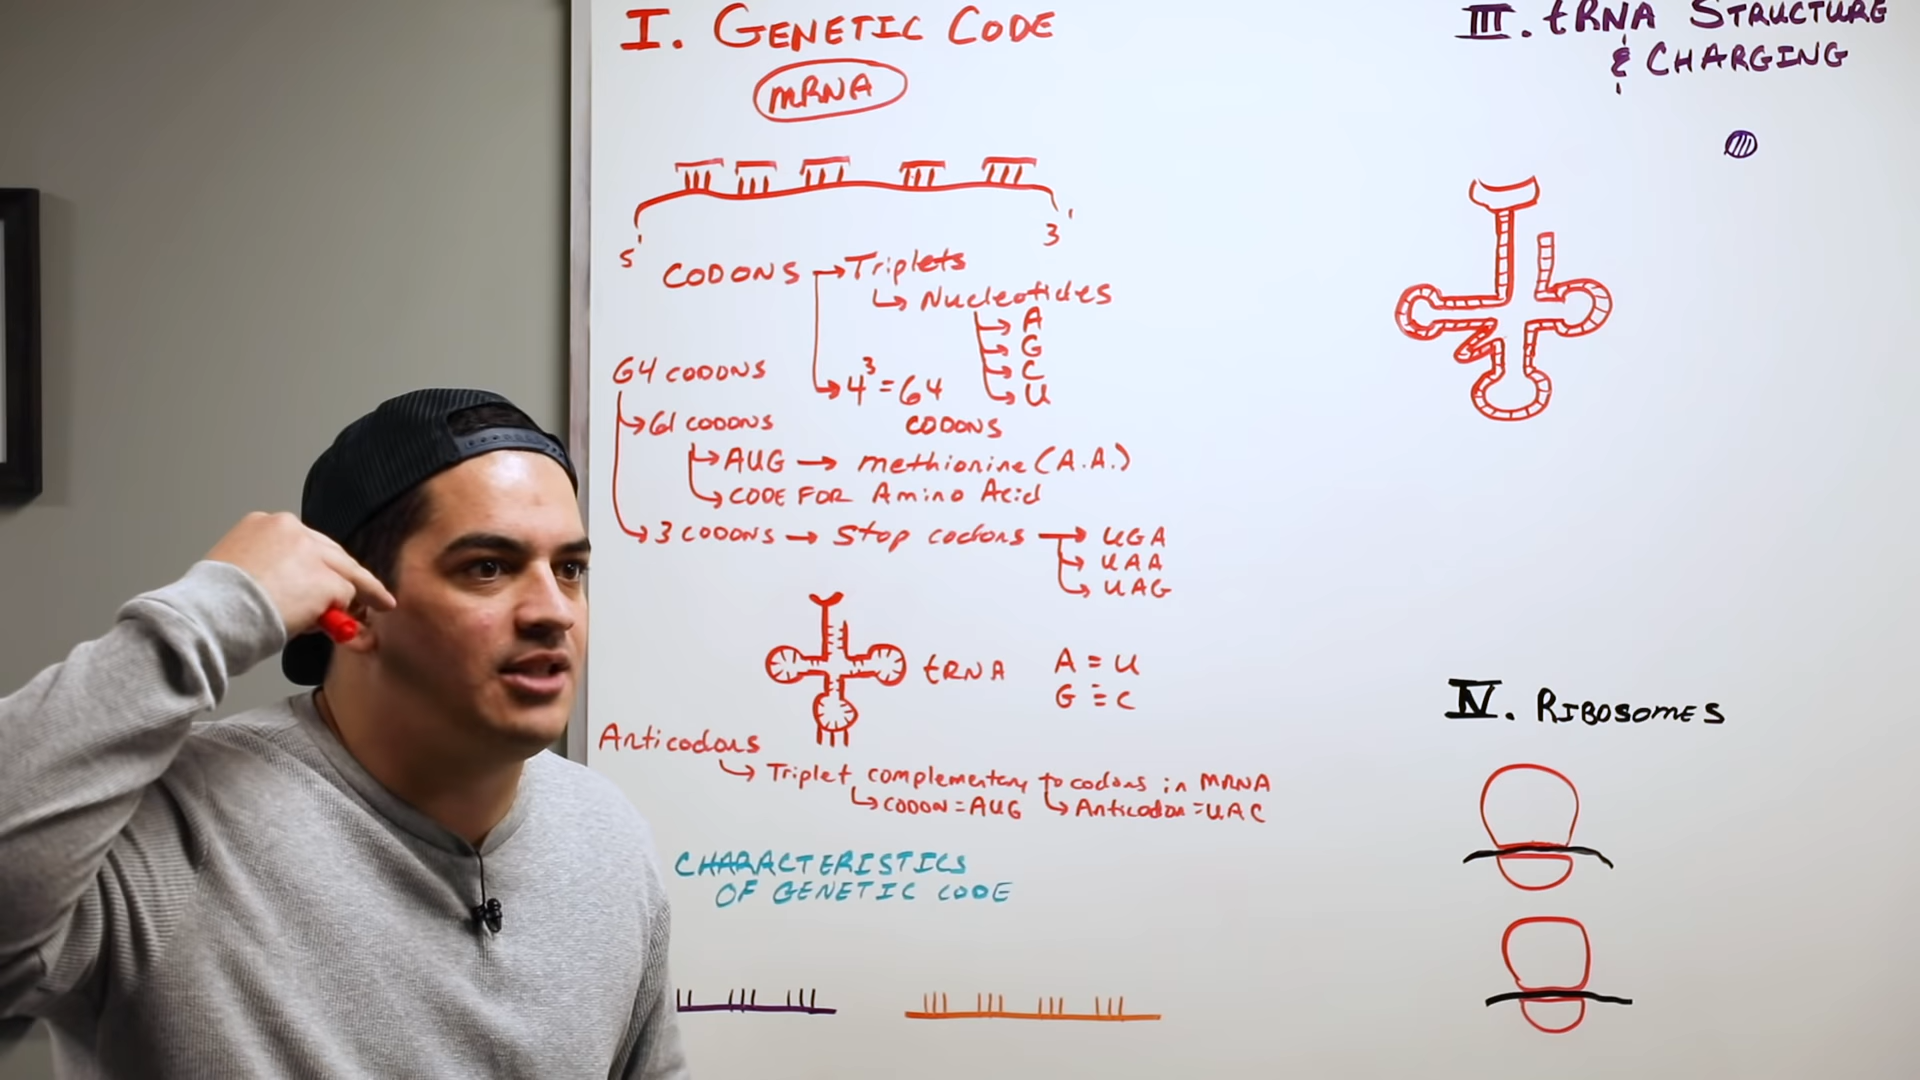 I. GENETIC CODE
mRNA
5' 3'
CODONS → Triplets
↳ Nucleotides
→ A
→ G
→ C
→ U
→ 4³ = 64
CODONS
64 CODONS
→ 61 CODONS
→ AUG → methionine (A.A.)
→ CODE FOR Amino Acid
→ 3 CODONS → Stop codons → UGA
→ UAA
→ UAG
tRNA
A = U
G ≡ C
Anticodons
↳ Triplet complementary to codons in mRNA
↳ CODON = AUG ↳ Anticodon = UAC
CHARACTERISTICS
OF GENETIC CODE
III. tRNA STRUCTURE
& CHARGING
IV. RIBOSOMES